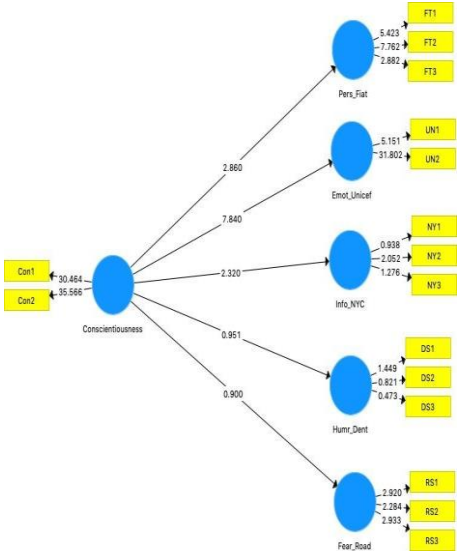 FT1
5.423
7.762
FT2
2.882
FT3
Pers_Fiat
2.860
UN1
5.151
31.802
UN2
Emot_Unicef
7.840
NY1
0.938
2.052
NY2
1.276
NY3
Info_NYC
2.320
Con1
30.464
35.566
Con2
Conscientiousness
0.951
DS1
1.449
0.821
DS2
0.473
DS3
Humr_Dent
0.900
RS1
2.920
2.284
RS2
2.933
RS3
Fear_Road